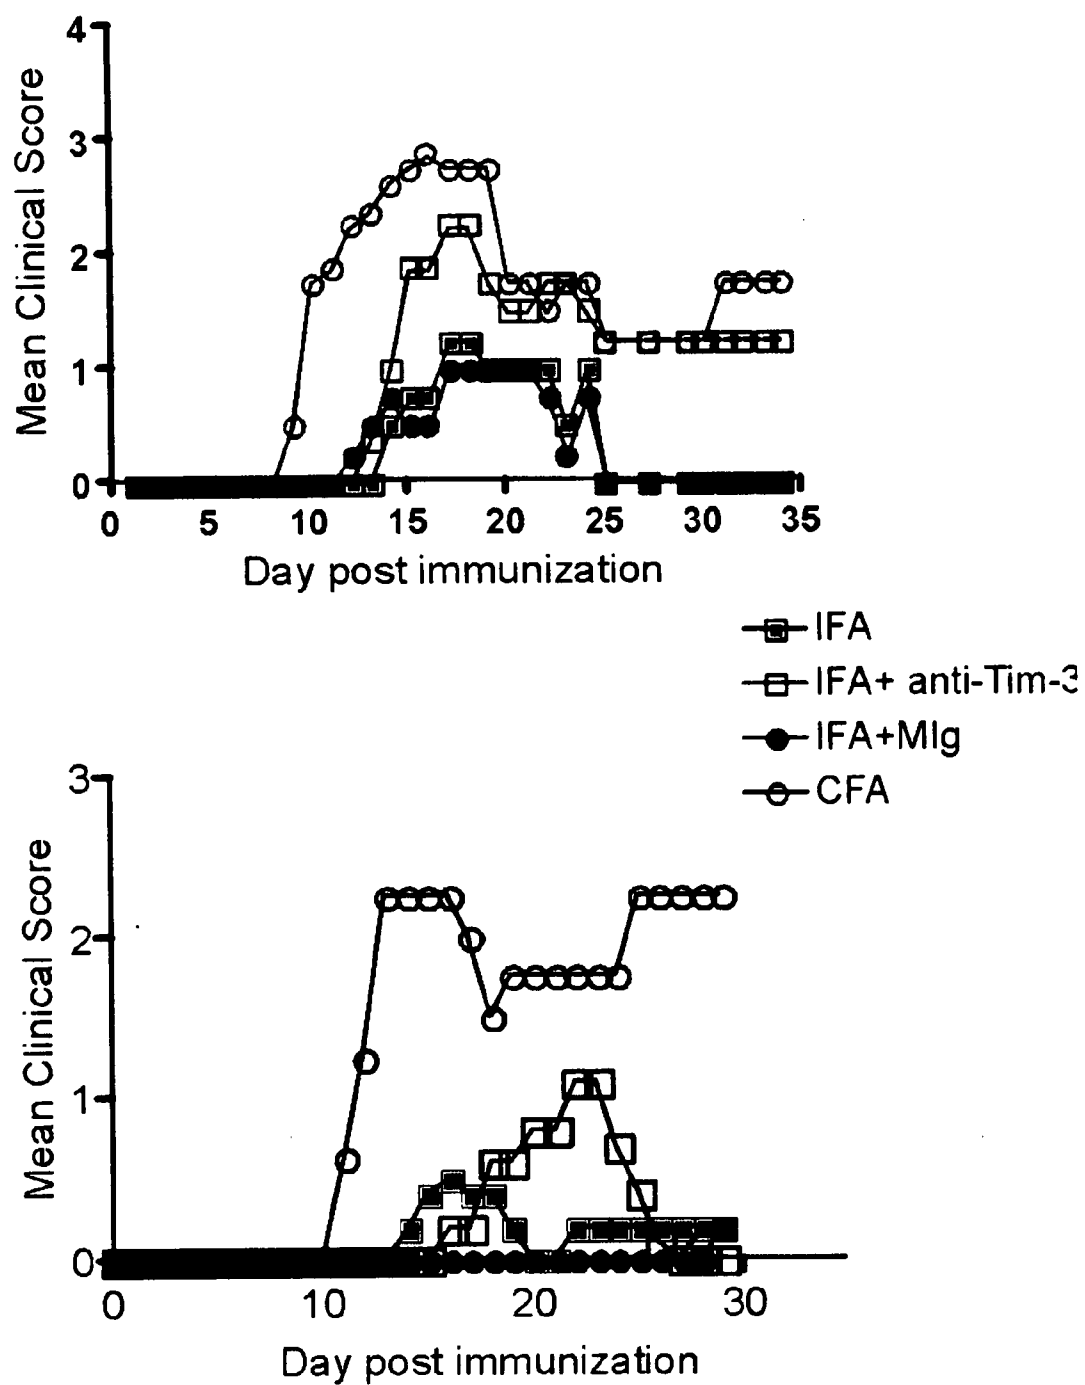 4
3
2
1
0
Mean Clinical Score
0 5 10 15 20 25 30 35
Day post immunization
IFA
IFA+ anti-Tim-3
IFA+MIg
CFA
3
2
1
0
Mean Clinical Score
0 10 20 30
Day post immunization